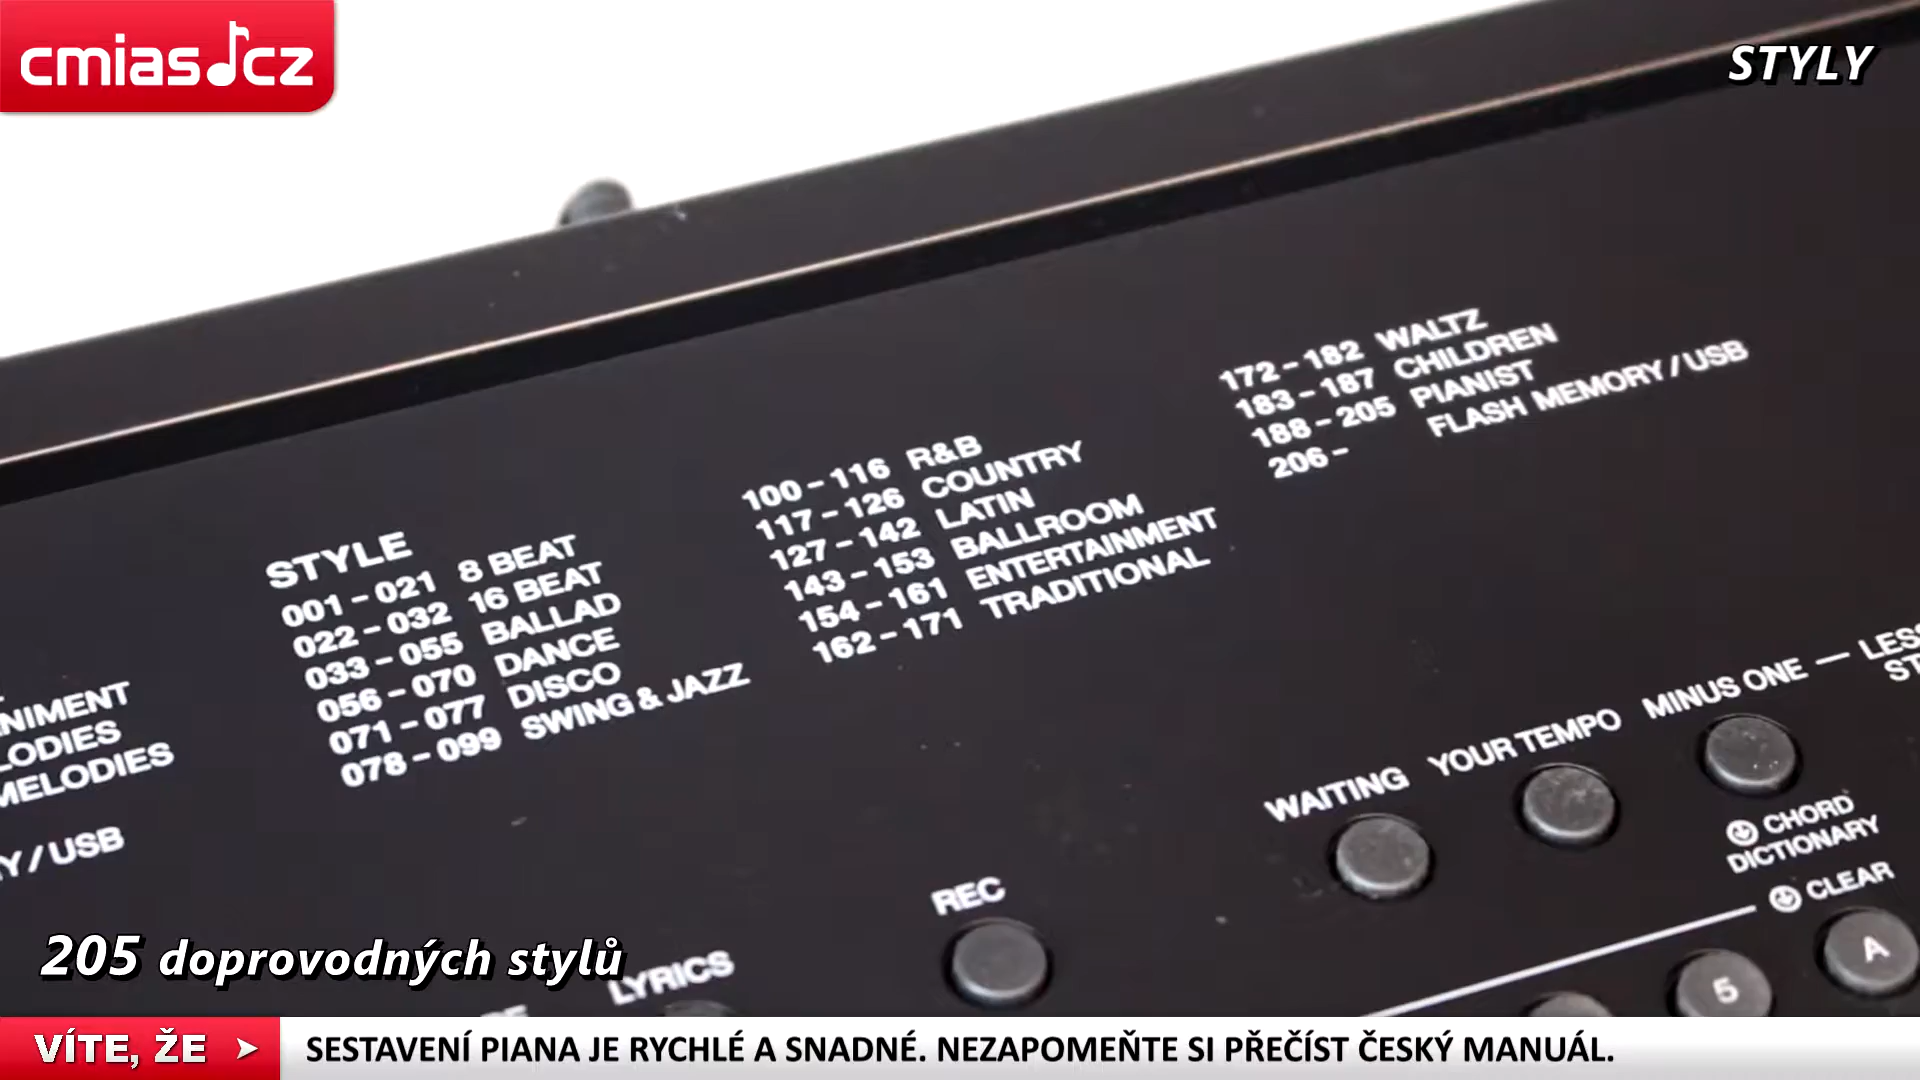 cmias.cz
STYLY
STYLE
001 – 021 8 BEAT
022 – 032 16 BEAT
033 – 055 BALLAD
056 – 070 DANCE
071 – 077 DISCO
078 – 099 SWING & JAZZ
100 – 116 R&B
117 – 126 COUNTRY
127 – 142 LATIN
143 – 153 BALLROOM
154 – 161 ENTERTAINMENT
162 – 171 TRADITIONAL
172 – 182 WALTZ
183 – 187 CHILDREN
188 – 205 PIANIST
206 – FLASH MEMORY / USB
MELODIES
/ USB
WAITING
YOUR TEMPO
MINUS ONE
CHORD
DICTIONARY
CLEAR
REC
LYRICS
5
A
205 doprovodných stylů
VÍTE, ŽE
SESTAVENÍ PIANA JE RYCHLÉ A SNADNÉ. NEZAPOMEŇTE SI PŘEČÍST ČESKÝ MANUÁL.